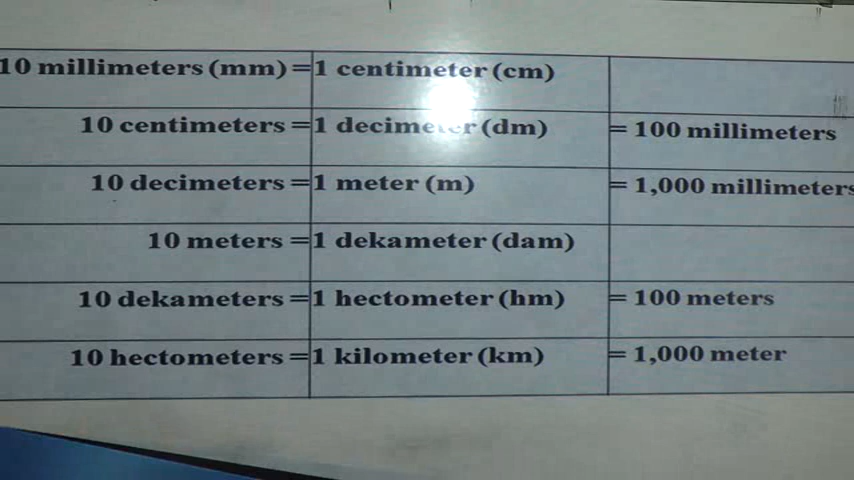 10 millimeters (mm) = 1 centimeter (cm)
10 centimeters = 1 decimeter (dm) = 100 millimeters
10 decimeters = 1 meter (m) = 1,000 millimeters
10 meters = 1 dekameter (dam)
10 dekameters = 1 hectometer (hm) = 100 meters
10 hectometers = 1 kilometer (km) = 1,000 meter